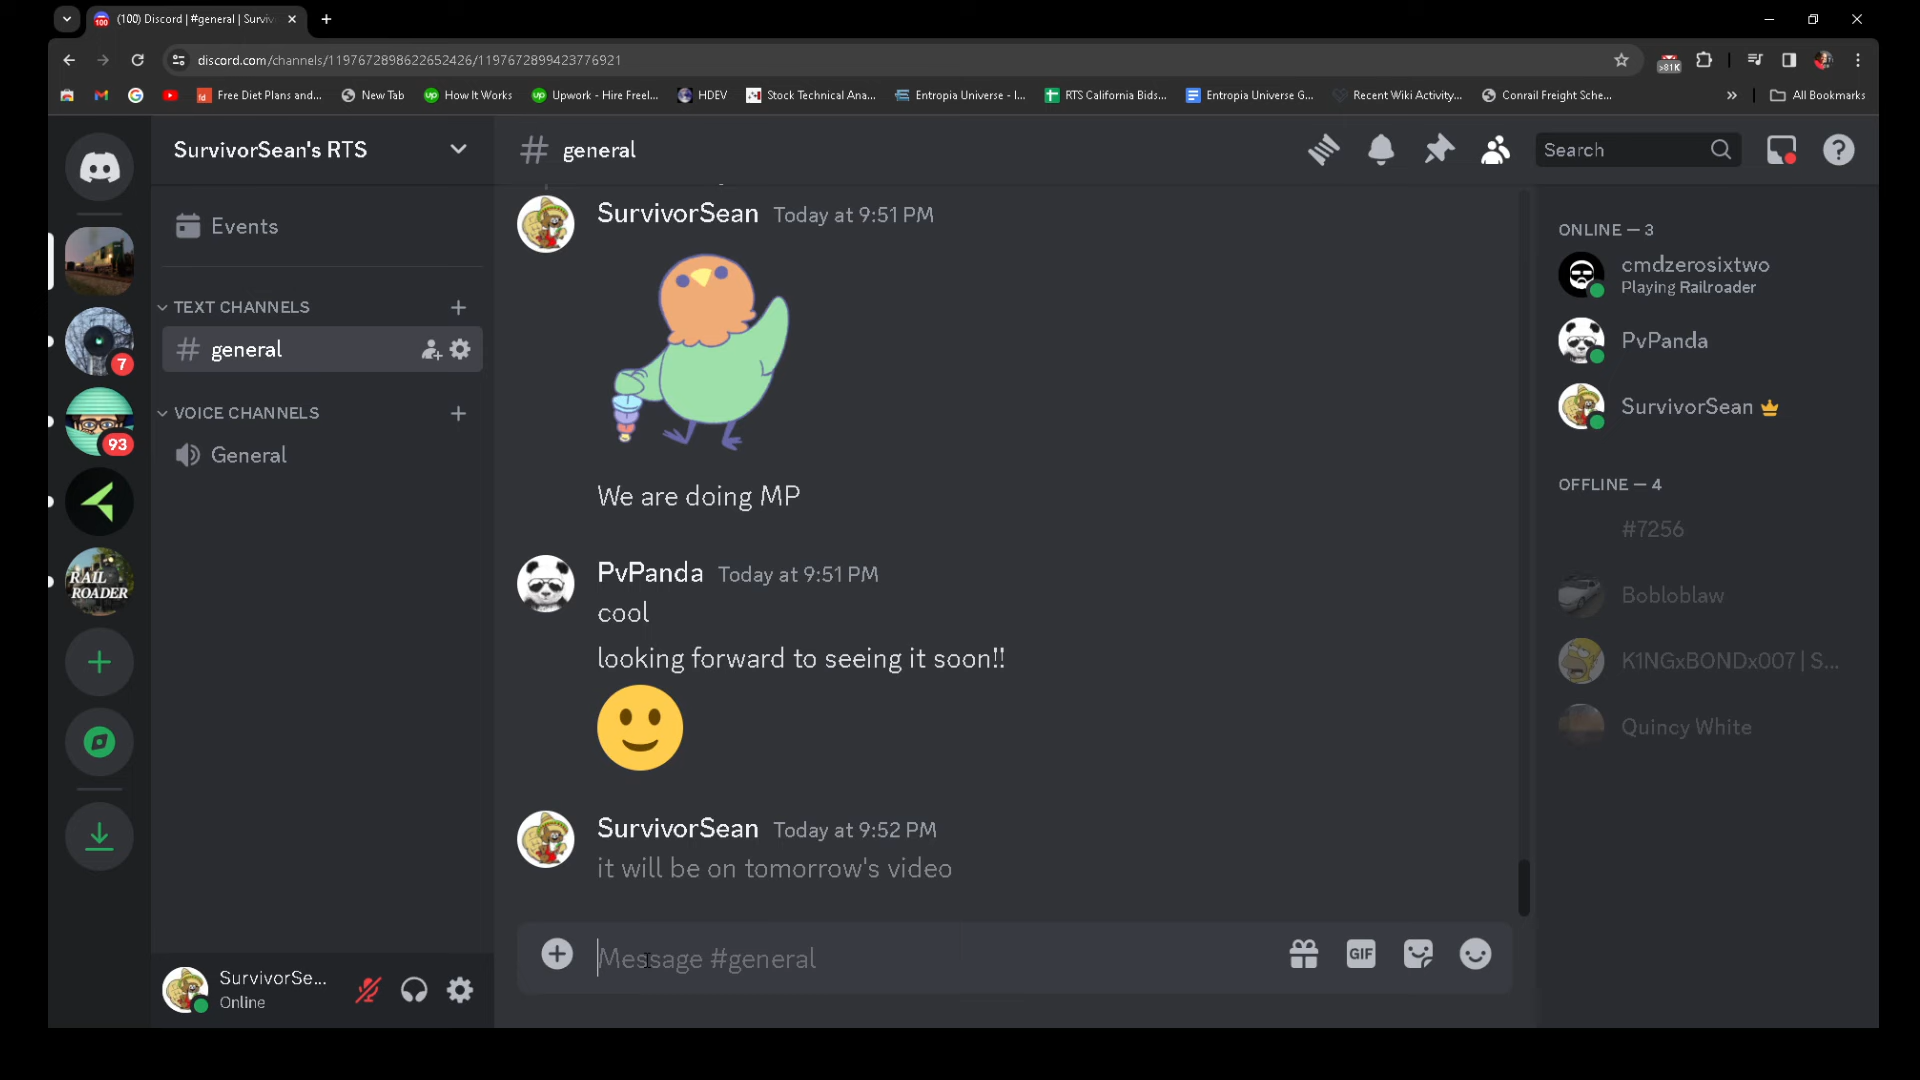 (100) Discord | #general | Surviv
discord.com/channels/1197672898622652426/1197672899423776921
>81K
Free Diet Plans and...
New Tab
How It Works
Upwork - Hire Freel...
HDEV
Stock Technical Ana...
Entropia Universe - I...
RTS California Bids...
Entropia Universe G...
Recent Wiki Activity...
Conrail Freight Sche...
All Bookmarks
SurvivorSean's RTS
Events
TEXT CHANNELS
general
VOICE CHANNELS
General
7
93
RAIL
ROADER
SurvivorSe...
Online
general
Search
SurvivorSean Today at 9:51 PM
We are doing MP
PvPanda Today at 9:51 PM
cool
looking forward to seeing it soon!!
SurvivorSean Today at 9:52 PM
it will be on tomorrow's video
Message #general
GIF
ONLINE — 3
cmdzerosixtwo
Playing Railroader
PvPanda
SurvivorSean
OFFLINE — 4
#7256
Bobloblaw
K1NGxBONDx007 | S...
Quincy White